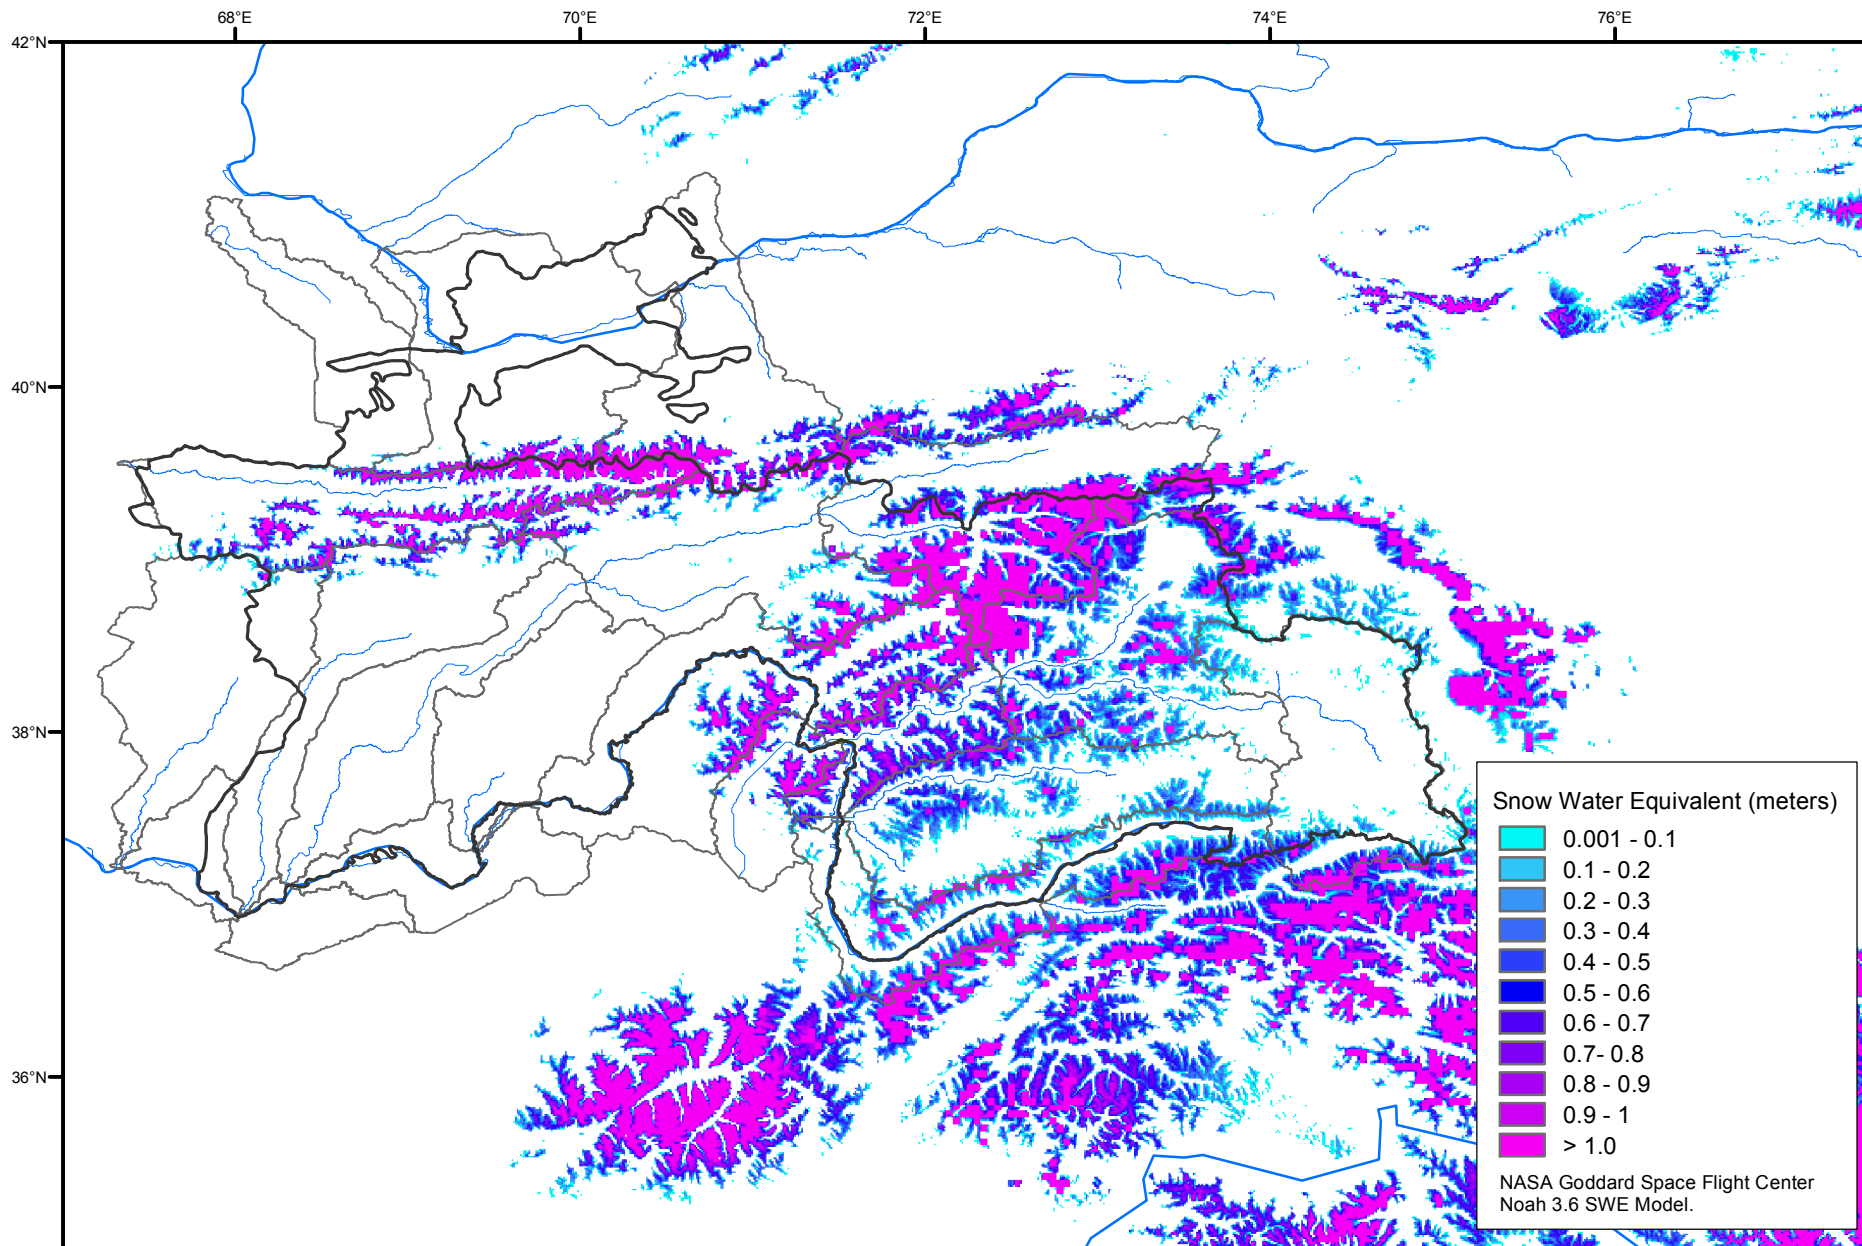 68°E
70°E
72°E
74°E
76°E
42°N
40°N
38°N
36°N
Snow Water Equivalent (meters)
0.001 - 0.1
0.1 - 0.2
0.2 - 0.3
0.3 - 0.4
0.4 - 0.5
0.5 - 0.6
0.6 - 0.7
0.7- 0.8
0.8 - 0.9
0.9 - 1
> 1.0
NASA Goddard Space Flight Center
Noah 3.6 SWE Model.